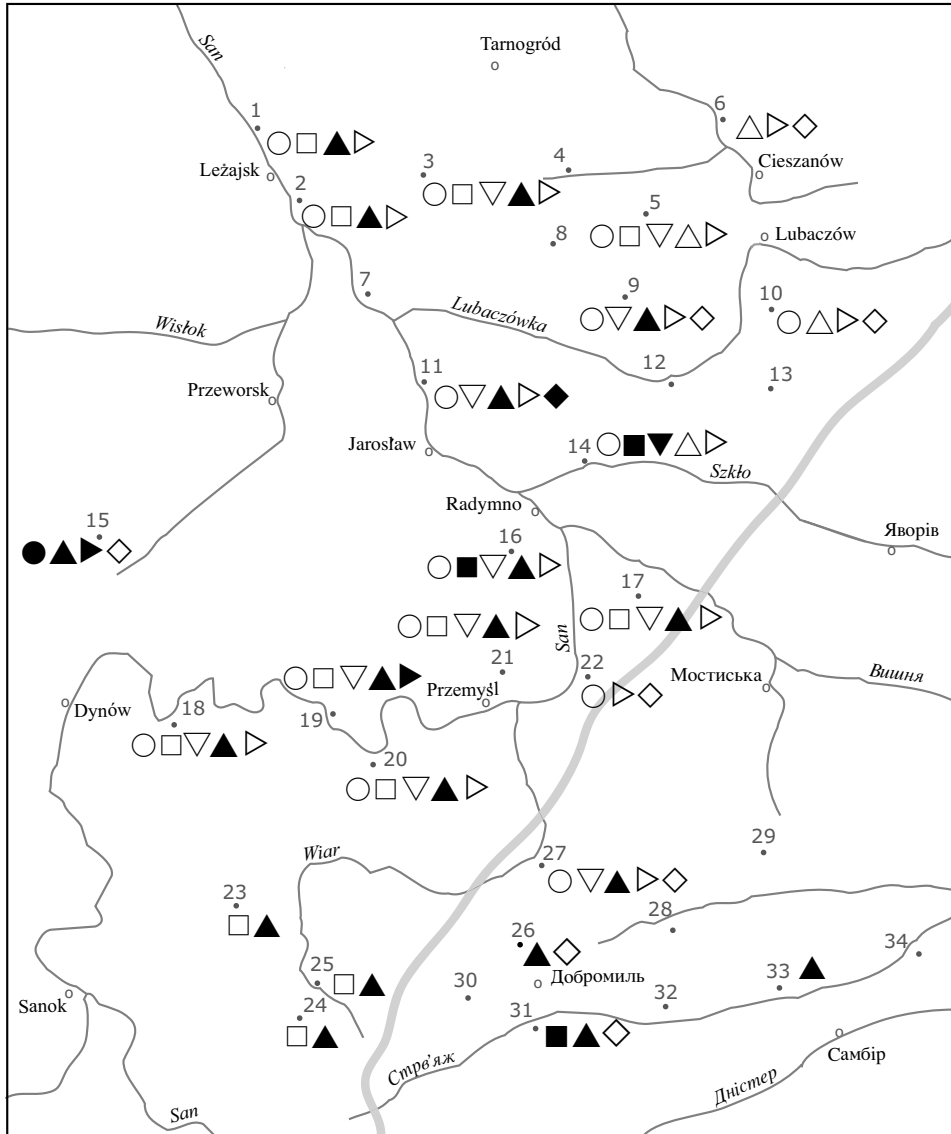 San
Tarnogród
1
6
Leżajsk
3
4
Cieszanów
2
5
8
Lubaczów
7
9
10
Wisłok
Lubaczówka
11
12
13
Przeworsk
Jarosław
14
Szkło
Radymno
15
16
Яворів
17
San
21
22
Przemyśl
Мостиська
Вишня
Dynów
18
19
20
29
Wiar
27
23
28
26
34
25
30
Добромиль
33
Sanok
24
31
32
Самбір
Стрв’яж
Дністер
San